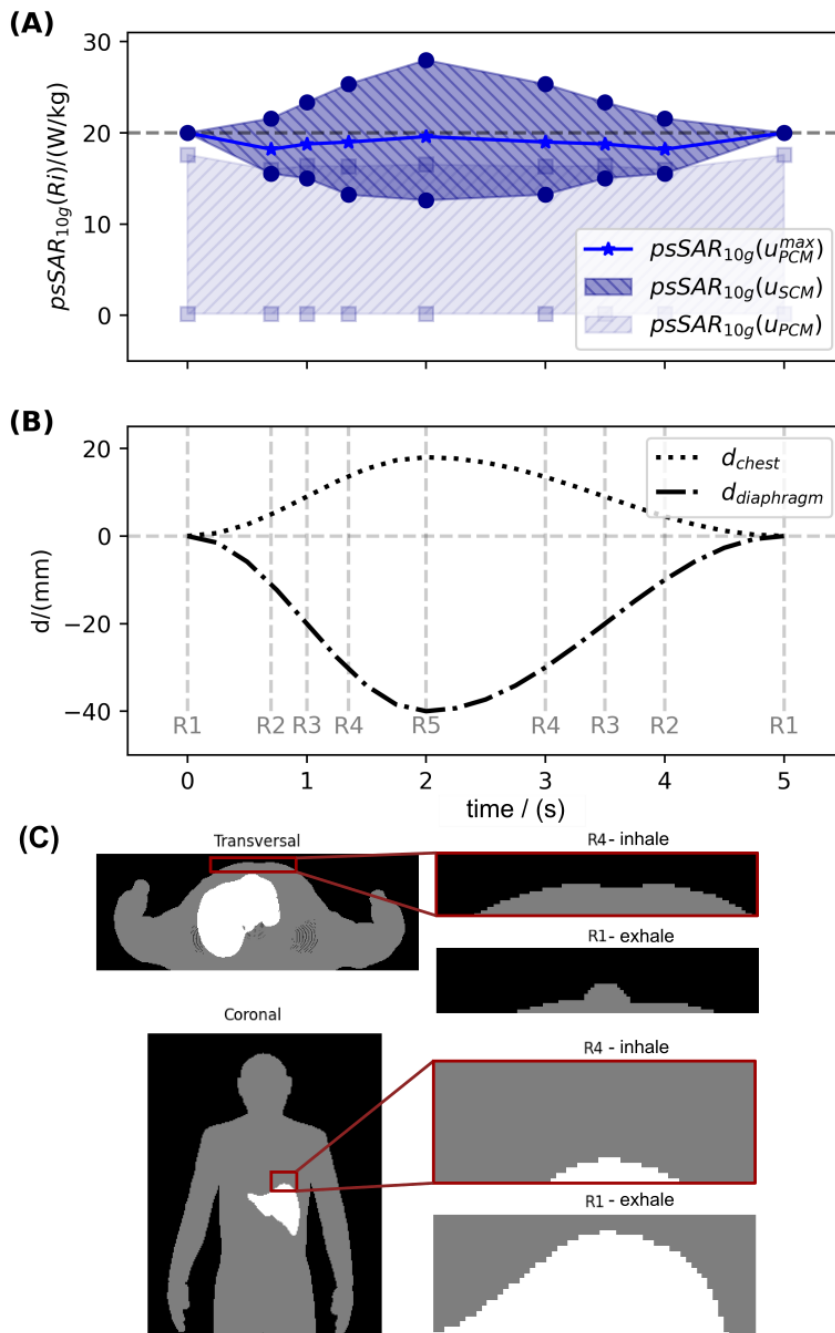 (A)
30
20
10
0
psSAR10g(Ri)/(W/kg)
psSAR10g(u_PCM^max)
psSAR10g(u_SCM)
psSAR10g(u_PCM)
(B)
20
0
−20
−40
d/(mm)
d_chest
d_diaphragm
R1 R2 R3 R4 R5 R4 R3 R2 R1
0 1 2 3 4 5
time / (s)
(C)
Transversal
R4 - inhale
R1 - exhale
Coronal
R4 - inhale
R1 - exhale